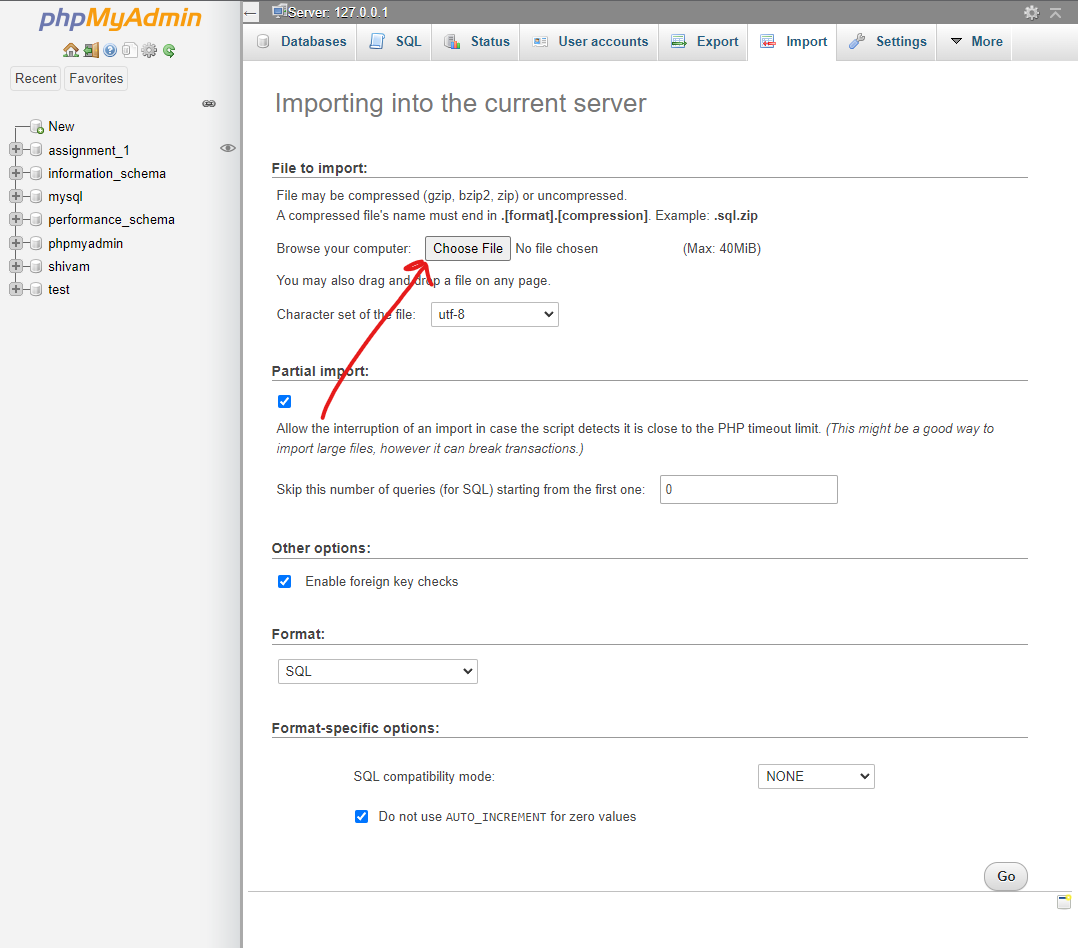 phpMyAdmin
Recent Favorites
New
assignment_1
information_schema
mysql
performance_schema
phpmyadmin
shivam
test
Server: 127.0.0.1
Databases SQL Status User accounts Export Import Settings More
Importing into the current server
File to import:
File may be compressed (gzip, bzip2, zip) or uncompressed.
A compressed file's name must end in .[format].[compression]. Example: .sql.zip
Browse your computer: Choose File No file chosen (Max: 40MiB)
You may also drag and drop a file on any page.
Character set of the file: utf-8
Partial import:
Allow the interruption of an import in case the script detects it is close to the PHP timeout limit. (This might be a good way to
import large files, however it can break transactions.)
Skip this number of queries (for SQL) starting from the first one: 0
Other options:
Enable foreign key checks
Format:
SQL
Format-specific options:
SQL compatibility mode: NONE
Do not use AUTO_INCREMENT for zero values
Go